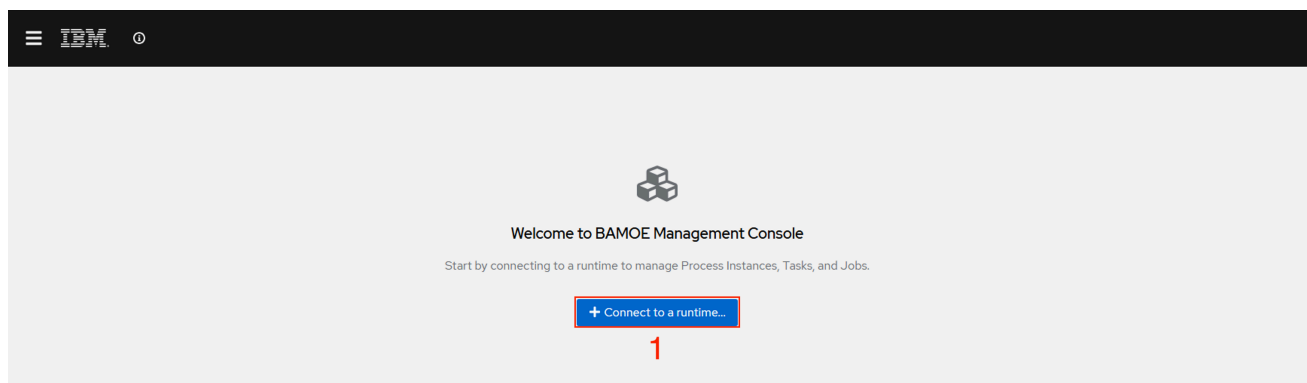 IBM.
Welcome to BAMOE Management Console
Start by connecting to a runtime to manage Process Instances, Tasks, and Jobs.
+ Connect to a runtime...
1